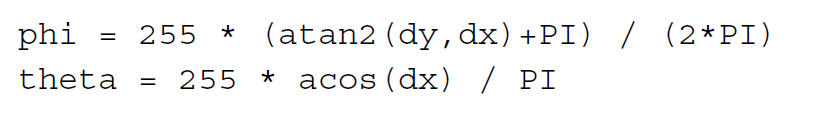 phi = 255 * (atan2(dy,dx)+PI) / (2*PI)
theta = 255 * acos(dx) / PI